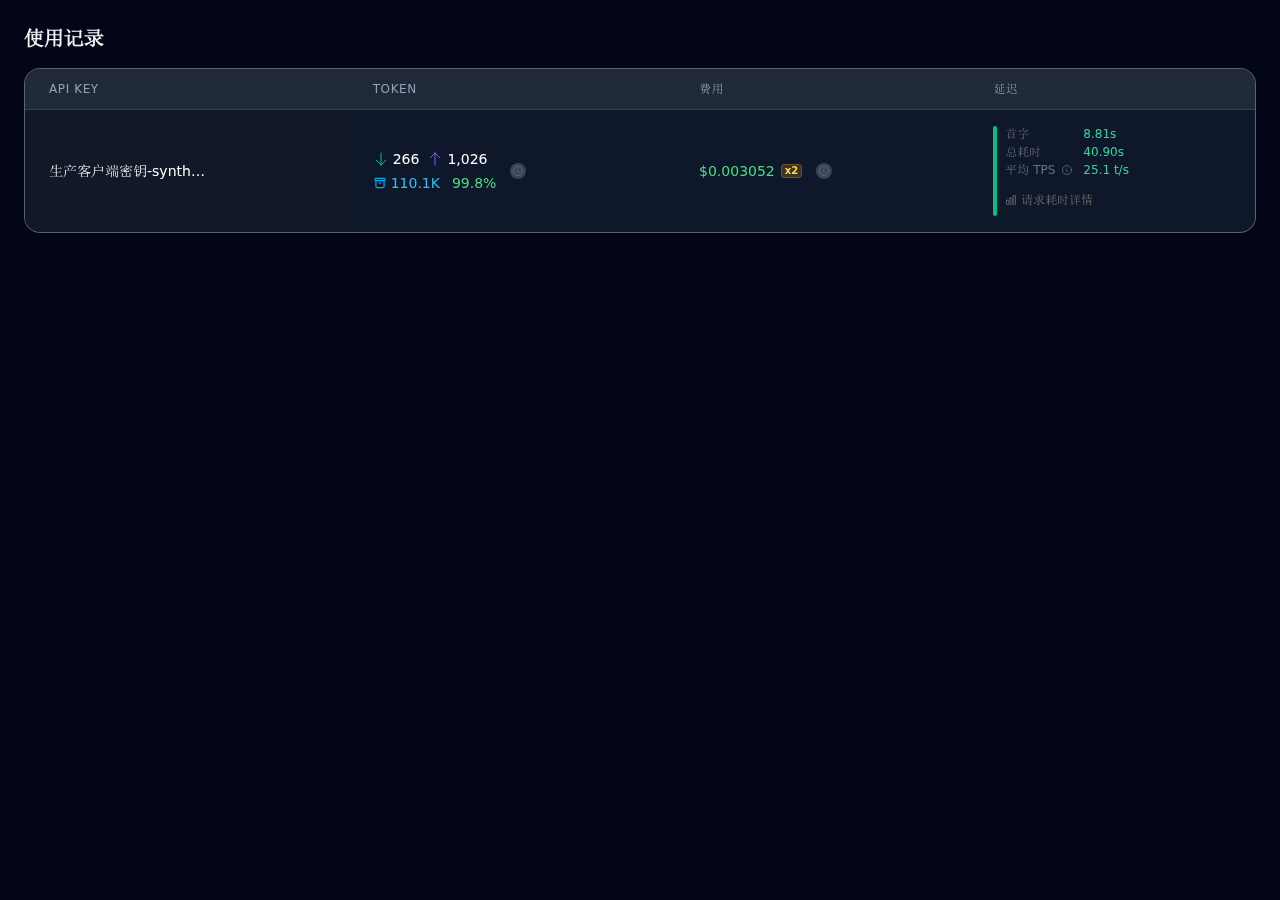 使用记录
API KEY TOKEN 费用 延迟
生产客户端密钥-synth...
266 1,026
110.1K 99.8%
$0.003052 x2
首字 8.81s
总耗时 40.90s
平均 TPS 25.1 t/s
请求耗时详情